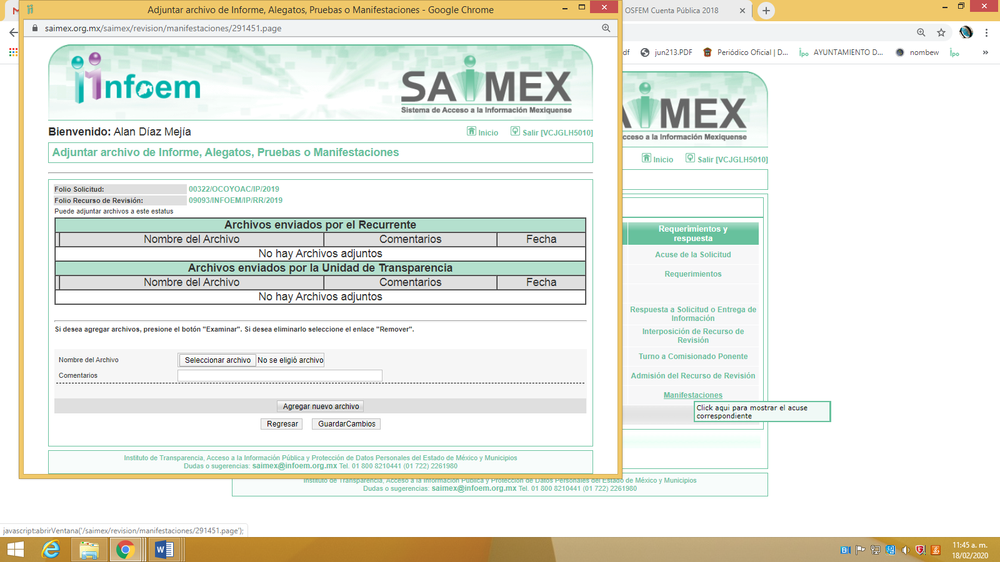 Adjuntar archivo de Informe, Alegatos, Pruebas o Manifestaciones - Google Chrome
OSFEM Cuenta Pública 2018
saimex.org.mx/saimex/revision/manifestaciones/291451.page
df
jun213.PDF
Periódico Oficial | D...
AYUNTAMIENTO D...
nombew
»
infoem
SAIMEX
Sistema de Acceso a la Información Mexiquense
Bienvenido: Alan Díaz Mejía
Inicio
Salir [VCJGLH5010]
Adjuntar archivo de Informe, Alegatos, Pruebas o Manifestaciones
Folio Solicitud: 00322/OCOYOAC/IP/2019
Folio Recurso de Revisión: 09093/INFOEM/IP/RR/2019
Puede adjuntar archivos a este estatus
Archivos enviados por el Recurrente
Nombre del Archivo Comentarios Fecha
No hay Archivos adjuntos
Archivos enviados por la Unidad de Transparencia
Nombre del Archivo Comentarios Fecha
No hay Archivos adjuntos
Si desea agregar archivos, presione el botón "Examinar". Si desea eliminarlo seleccione el enlace "Remover".
Nombre del Archivo Seleccionar archivo No se eligió archivo
Comentarios
Agregar nuevo archivo
Regresar GuardarCambios
Instituto de Transparencia, Acceso a la Información Pública y Protección de Datos Personales del Estado de México y Municipios
Dudas o sugerencias: saimex@infoem.org.mx Tel. 01 800 8210441 (01 722) 2261980
AIMEX
cceso a la Información Mexiquense
Inicio
Salir [VCJGLH5010]
Requerimientos y
respuesta
Acuse de la Solicitud
Requerimientos
Respuesta a Solicitud o Entrega de
Información
Interposición de Recurso de
Revisión
Turno a Comisionado Ponente
Admisión del Recurso de Revisión
Manifestaciones
Click aqui para mostrar el acuse
correspondiente
Instituto de Transparencia, Acceso a la Información Pública y Protección de Datos Personales del Estado de México y Municipios
Dudas o sugerencias: saimex@infoem.org.mx Tel. 01 800 8210441 (01 722) 2261980
javascript:abrirVentana('/saimex/revision/manifestaciones/291451.page');
11:45 a. m.
18/02/2020